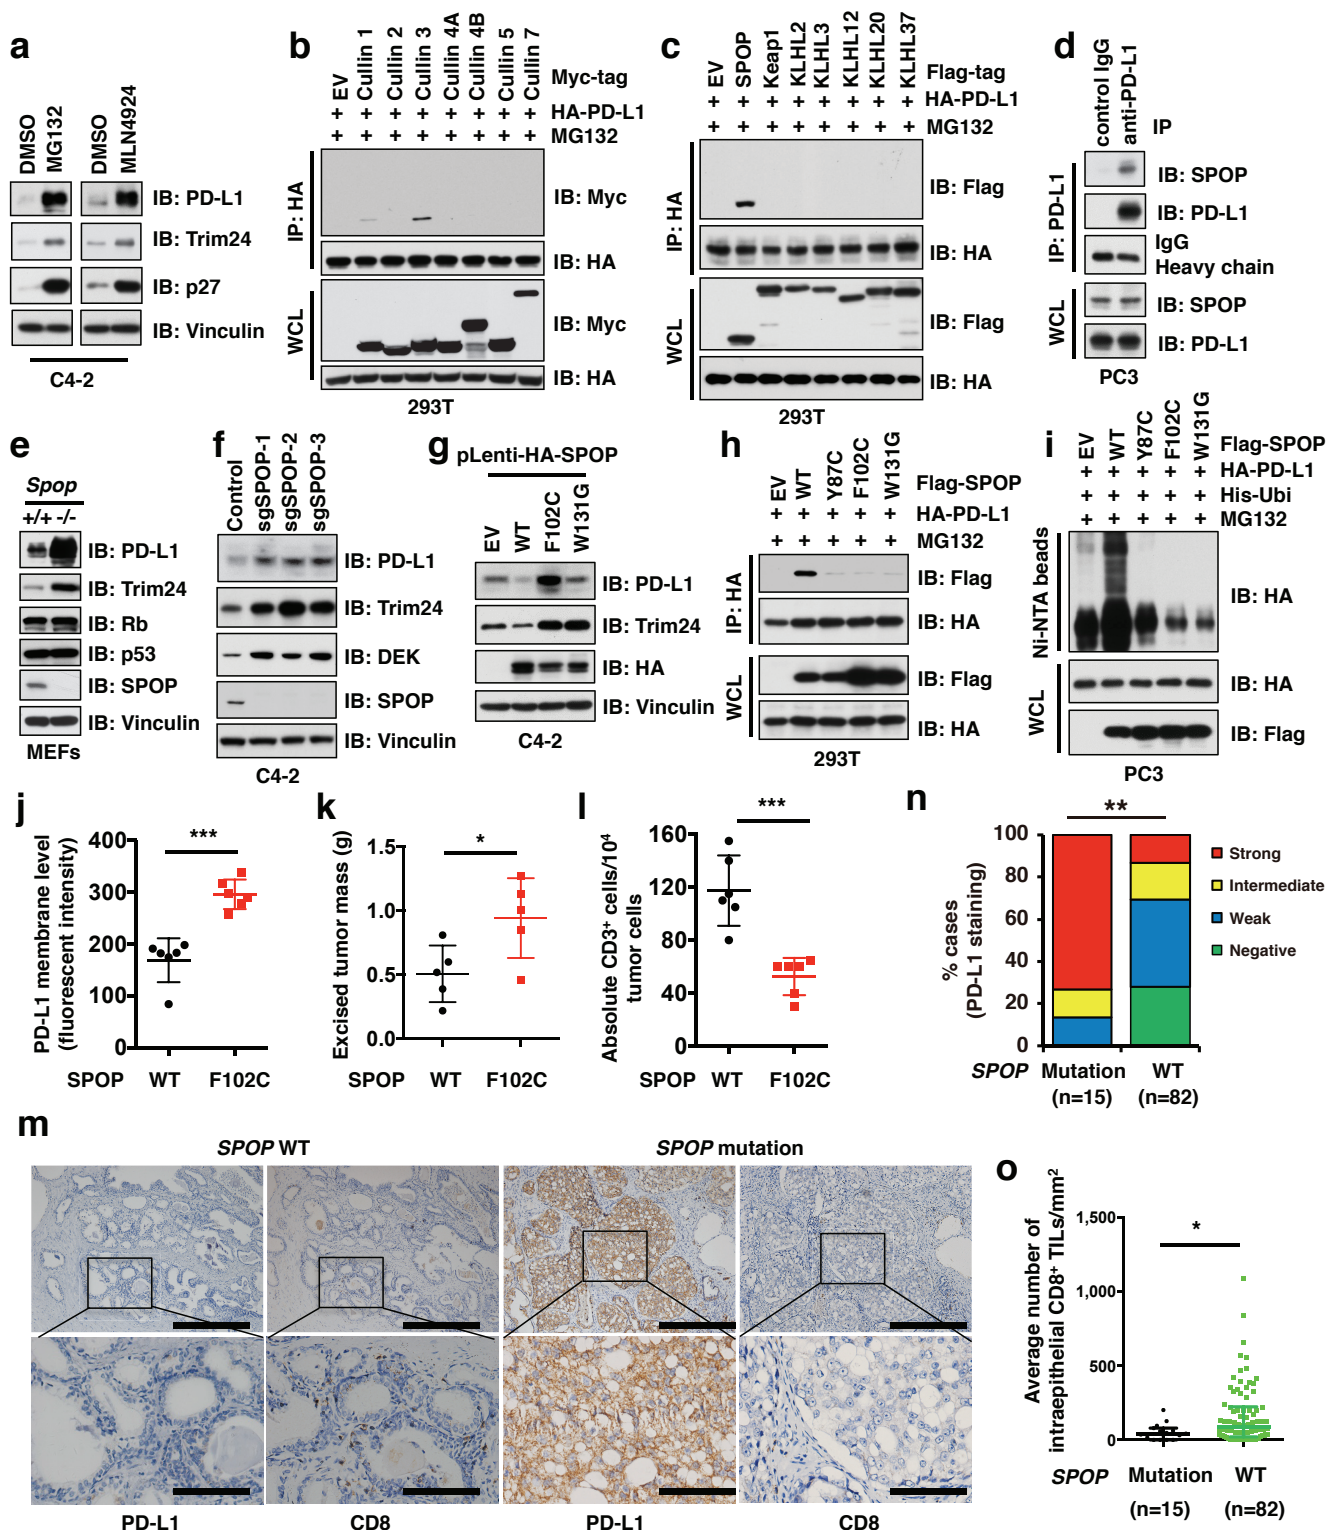 a
DMSO
MG132
DMSO
MLN4924
IB: PD-L1
IB: Trim24
IB: p27
IB: Vinculin
C4-2
b
EV
Cullin 1
Cullin 2
Cullin 3
Cullin 4A
Cullin 4B
Cullin 5
Cullin 7
Myc-tag
+ + + + + + + + HA-PD-L1
+ + + + + + + + MG132
IP: HA
IB: Myc
IB: HA
WCL
IB: Myc
IB: HA
293T
c
EV
SPOP
Keap1
KLHL2
KLHL3
KLHL12
KLHL20
KLHL37
Flag-tag
+ + + + + + + + HA-PD-L1
+ + + + + + + + MG132
IP: HA
IB: Flag
IB: HA
WCL
IB: Flag
IB: HA
293T
d
control IgG
anti-PD-L1
IP
IP: PD-L1
IB: SPOP
IB: PD-L1
IgG
Heavy chain
WCL
IB: SPOP
IB: PD-L1
PC3
e
Spop
+/+ -/-
IB: PD-L1
IB: Trim24
IB: Rb
IB: p53
IB: SPOP
IB: Vinculin
MEFs
f
Control
sgSPOP-1
sgSPOP-2
sgSPOP-3
IB: PD-L1
IB: Trim24
IB: DEK
IB: SPOP
IB: Vinculin
C4-2
g
pLenti-HA-SPOP
EV
WT
F102C
W131G
IB: PD-L1
IB: Trim24
IB: HA
IB: Vinculin
C4-2
h
EV
WT
Y87C
F102C
W131G
Flag-SPOP
+ + + + + HA-PD-L1
+ + + + + MG132
IP: HA
IB: Flag
IB: HA
WCL
IB: Flag
IB: HA
293T
i
EV
WT
Y87C
F102C
W131G
Flag-SPOP
+ + + + + HA-PD-L1
+ + + + + His-Ubi
+ + + + + MG132
Ni-NTA beads
IB: HA
WCL
IB: HA
IB: Flag
PC3
j
PD-L1 membrane level
(fluorescent intensity)
400
300
200
100
0
***
SPOP WT F102C
k
Excised tumor mass (g)
1.5
1.0
0.5
0.0
*
SPOP WT F102C
l
Absolute CD3⁺ cells/10⁴
tumor cells
160
120
80
40
0
***
SPOP WT F102C
n
% cases
(PD-L1 staining)
100
80
60
40
20
0
**
Strong
Intermediate
Weak
Negative
SPOP Mutation WT
(n=15) (n=82)
m
SPOP WT
SPOP mutation
PD-L1
CD8
PD-L1
CD8
o
Average number of
intraepithelial CD8⁺ TILs/mm²
1,500
1,000
500
0
*
SPOP Mutation WT
(n=15) (n=82)